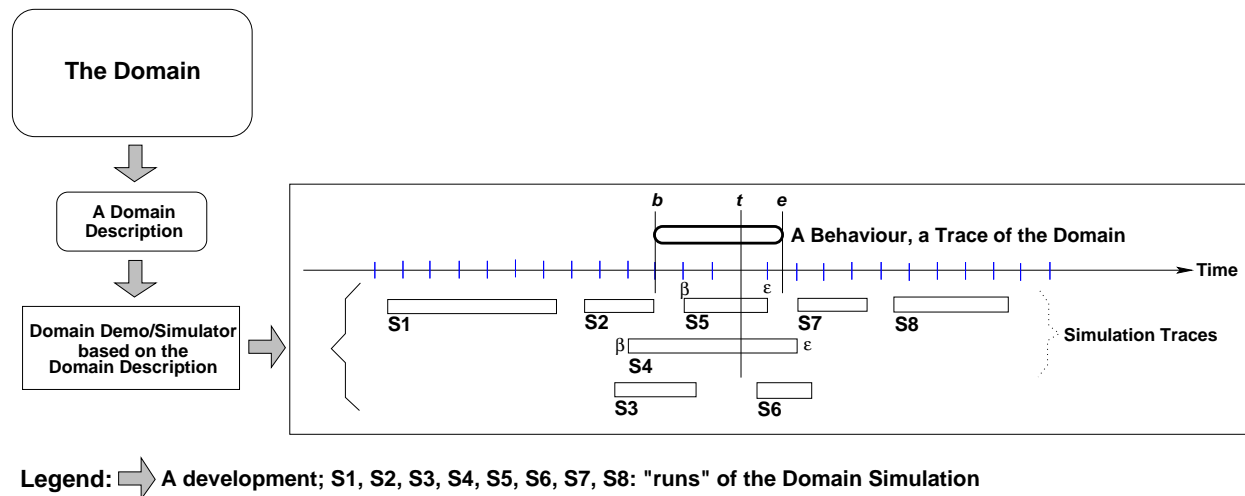 The Domain
A Domain
Description
Domain Demo/Simulator
based on the
Domain Description
b t e
A Behaviour, a Trace of the Domain
Time
β ε
S1 S2 S5 S7 S8
β ε
S4
S3 S6
Simulation Traces
Legend: A development; S1, S2, S3, S4, S5, S6, S7, S8: "runs" of the Domain Simulation